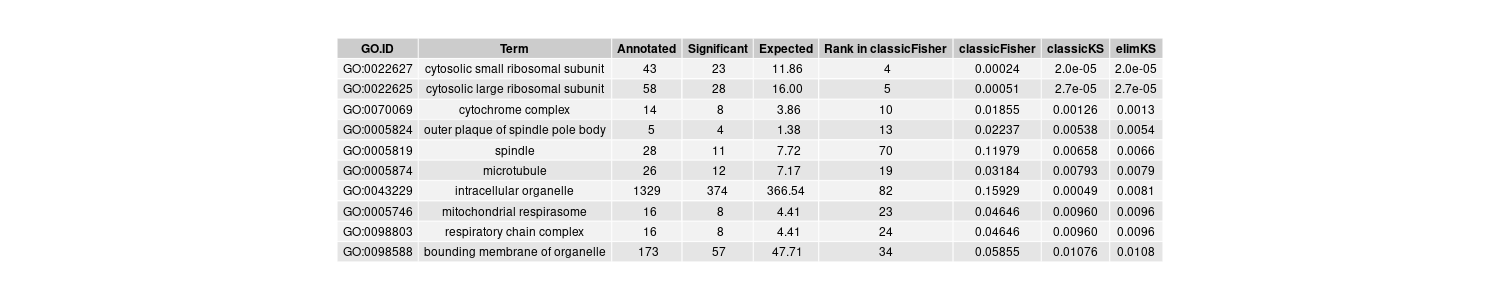 GO.ID Term Annotated Significant Expected Rank in classicFisher classicFisher classicKS elimKS
GO:0022627 cytosolic small ribosomal subunit 43 23 11.86 4 0.00024 2.0e-05 2.0e-05
GO:0022625 cytosolic large ribosomal subunit 58 28 16.00 5 0.00051 2.7e-05 2.7e-05
GO:0070069 cytochrome complex 14 8 3.86 10 0.01855 0.00126 0.0013
GO:0005824 outer plaque of spindle pole body 5 4 1.38 13 0.02237 0.00538 0.0054
GO:0005819 spindle 28 11 7.72 70 0.11979 0.00658 0.0066
GO:0005874 microtubule 26 12 7.17 19 0.03184 0.00793 0.0079
GO:0043229 intracellular organelle 1329 374 366.54 82 0.15929 0.00049 0.0081
GO:0005746 mitochondrial respirasome 16 8 4.41 23 0.04646 0.00960 0.0096
GO:0098803 respiratory chain complex 16 8 4.41 24 0.04646 0.00960 0.0096
GO:0098588 bounding membrane of organelle 173 57 47.71 34 0.05855 0.01076 0.0108